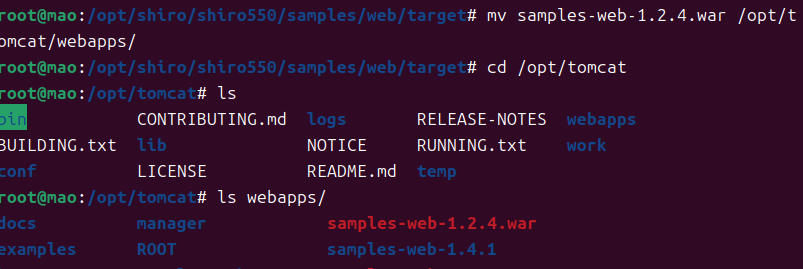 root@mao:/opt/shiro/shiro550/samples/web/target# mv samples-web-1.2.4.war /opt/t
omcat/webapps/
root@mao:/opt/shiro/shiro550/samples/web/target# cd /opt/tomcat
root@mao:/opt/tomcat# ls
bin CONTRIBUTING.md logs RELEASE-NOTES webapps
BUILDING.txt lib NOTICE RUNNING.txt work
conf LICENSE README.md temp
root@mao:/opt/tomcat# ls webapps/
docs manager samples-web-1.2.4.war
examples ROOT samples-web-1.4.1